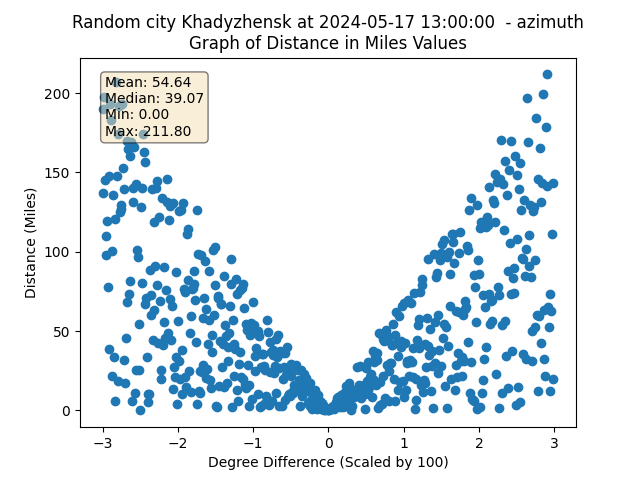 Random city Khadyzhensk at 2024-05-17 13:00:00  - azimuth
Graph of Distance in Miles Values
Mean: 54.64
Median: 39.07
Min: 0.00
Max: 211.80
200
150
100
50
0
Distance (Miles)
−3 −2 −1 0 1 2 3
Degree Difference (Scaled by 100)